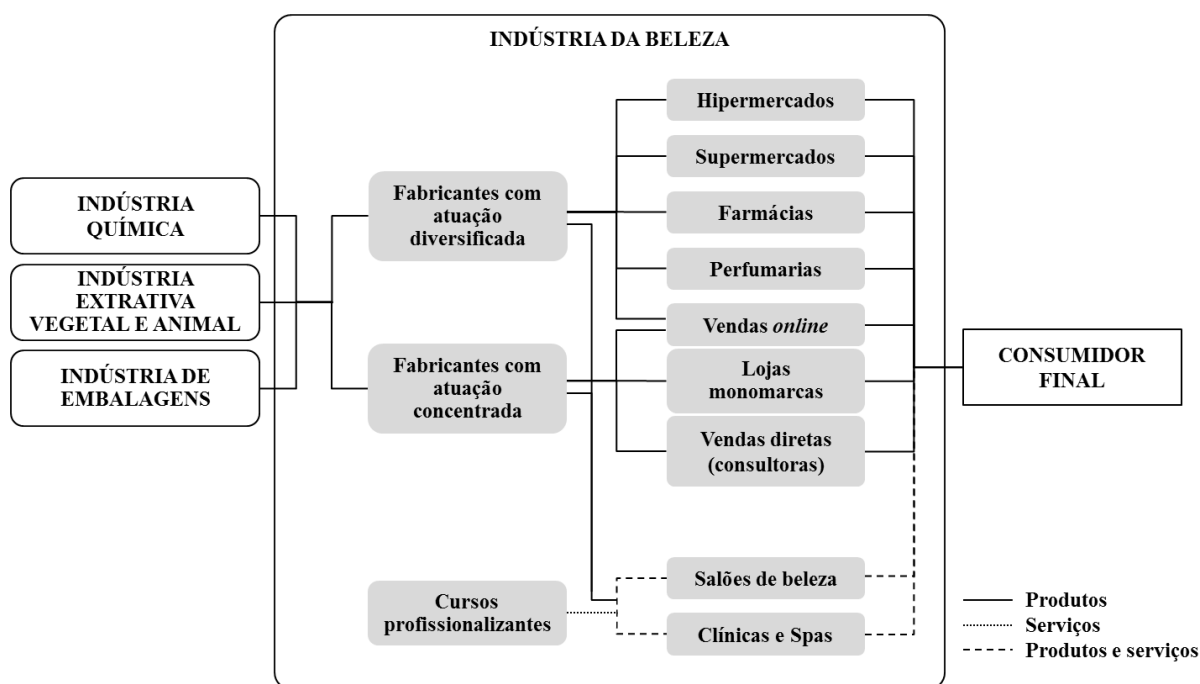 INDÚSTRIA DA BELEZA
INDÚSTRIA
QUÍMICA
INDÚSTRIA
EXTRATIVA
VEGETAL E ANIMAL
INDÚSTRIA DE
EMBALAGENS
Fabricantes com
atuação
diversificada
Fabricantes com
atuação
concentrada
Cursos
profissionalizantes
Hipermercados
Supermercados
Farmácias
Perfumarias
Vendas online
Lojas
monomarcas
Vendas diretas
(consultoras)
Salões de beleza
Clínicas e Spas
CONSUMIDOR
FINAL
Produtos
Serviços
Produtos e serviços